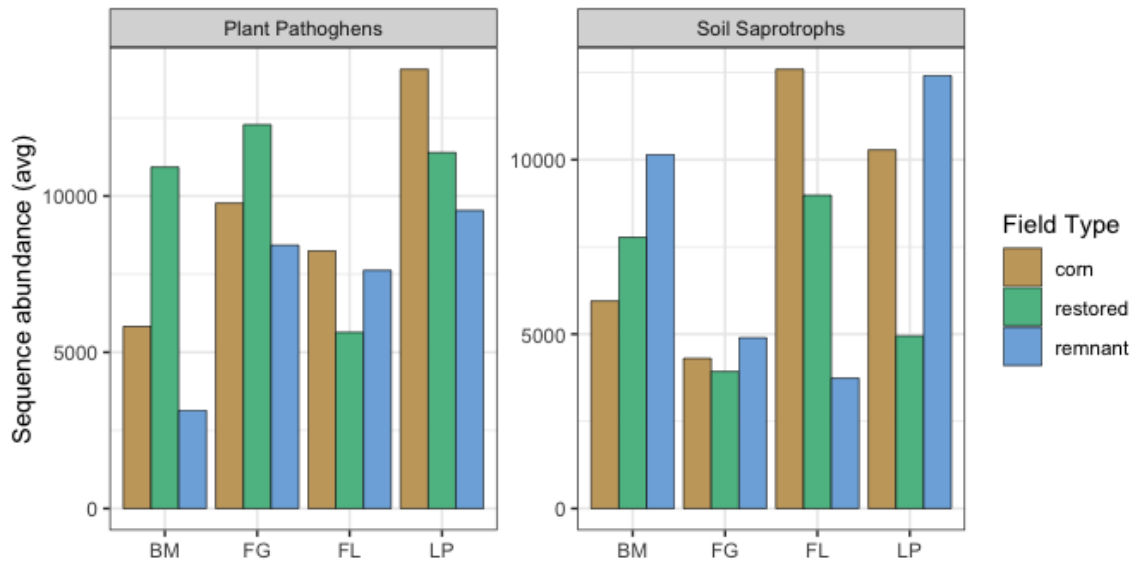 Plant Pathoghens
Soil Saprotrophs
Sequence abundance (avg)
10000
5000
0
10000
5000
0
BM FG FL LP
BM FG FL LP
Field Type
corn
restored
remnant